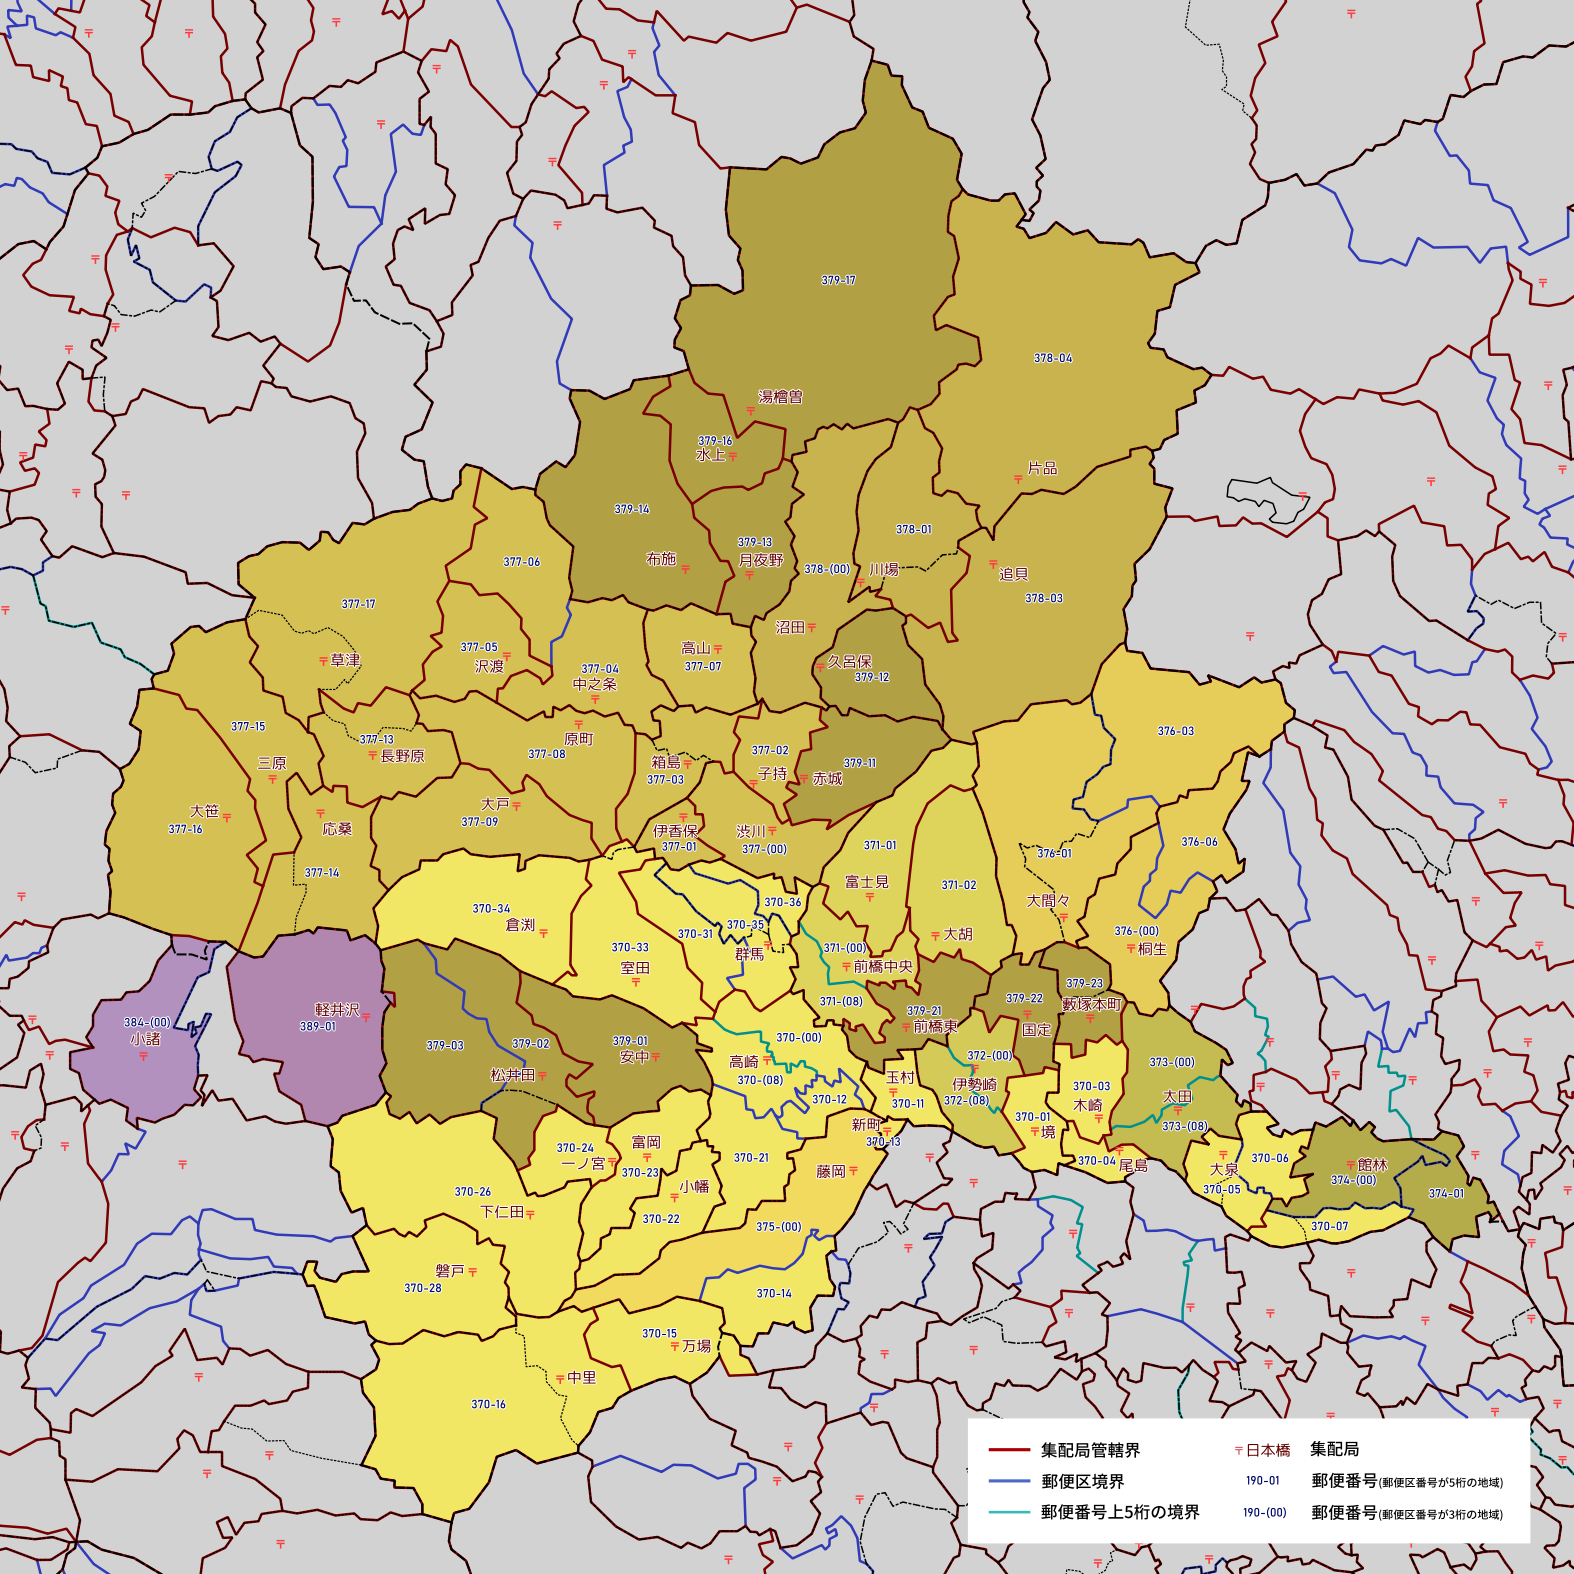 379-17
378-04
湯檜曽
379-16
水上
片品
379-14
378-01
379-13
月夜野
布施
377-06
378-(00)
川場
追貝
378-03
377-17
沼田
377-05
沢渡
高山
377-07
草津
377-04
中之条
久呂保
379-12
377-15
376-03
377-13
長野原
原町
377-08
377-02
子持
箱島
377-03
379-11
赤城
三原
大笹
377-16
応桑
大戸
377-09
伊香保
377-01
渋川
377-(00)
371-01
376-01
376-06
377-14
富士見
371-02
大間々
370-34
倉渕
370-36
370-35
370-31
群馬
大胡
376-(00)
桐生
370-33
室田
371-(00)
前橋中央
379-23
藪塚本町
371-(08)
379-22
国定
軽井沢
389-01
384-(00)
小諸
379-21
前橋東
379-03
379-02
379-01
安中
370-(00)
高崎
370-(08)
372-(00)
伊勢崎
372-(08)
373-(00)
太田
373-(08)
松井田
玉村
370-11
370-12
370-03
木崎
370-01
境
新町
370-13
370-24
一ノ宮
富岡
370-23
370-21
370-04
尾島
370-06
大泉
370-05
館林
374-(00)
374-01
藤岡
小幡
370-22
370-26
下仁田
375-(00)
370-07
磐戸
370-28
370-14
370-15
万場
中里
370-16
集配局管轄界
〒日本橋 集配局
郵便区境界
190-01 郵便番号(郵便区番号が5桁の地域)
郵便番号上5桁の境界
190-(00) 郵便番号(郵便区番号が3桁の地域)